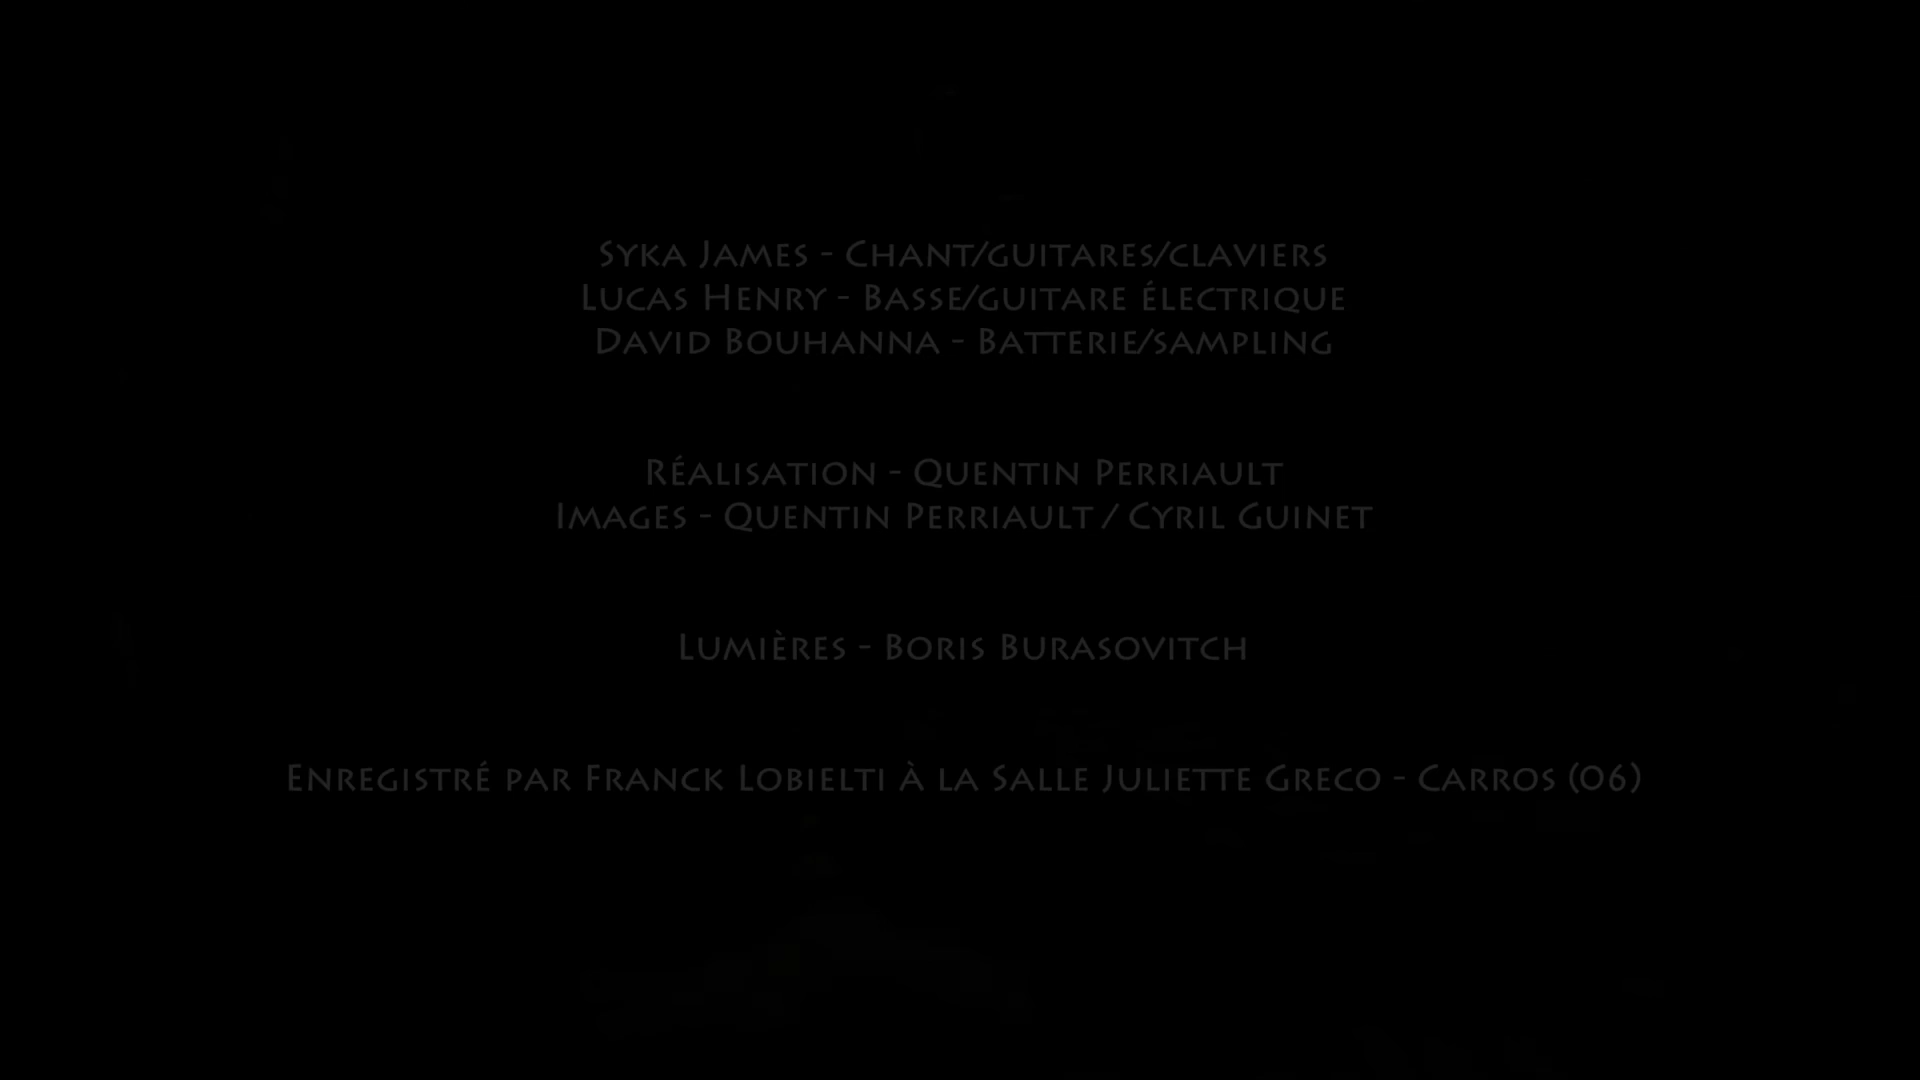 Syka James - Chant/guitares/claviers
Lucas Henry - Basse/guitare électrique
David Bouhanna - Batterie/sampling
Réalisation - Quentin Perriault
Images - Quentin Perriault / Cyril Guinet
Lumières - Boris Burasovitch
Enregistré par Franck Lobielti à la Salle Juliette Greco - Carros (06)